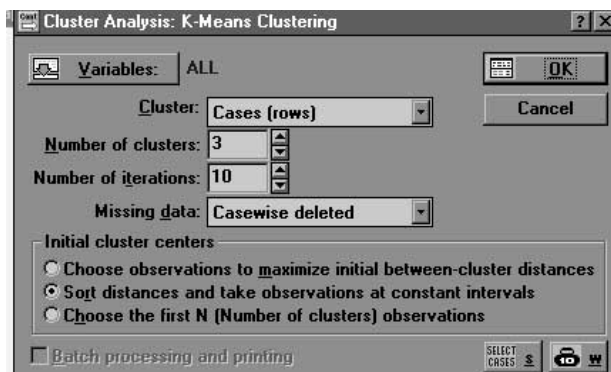 Cluster Analysis: K-Means Clustering
Variables: ALL
OK
Cluster: Cases (rows)
Cancel
Number of clusters: 3
Number of iterations: 10
Missing data: Casewise deleted
Initial cluster centers
Choose observations to maximize initial between-cluster distances
Sort distances and take observations at constant intervals
Choose the first N (Number of clusters) observations
Batch processing and printing
SELECT CASES S
10 W